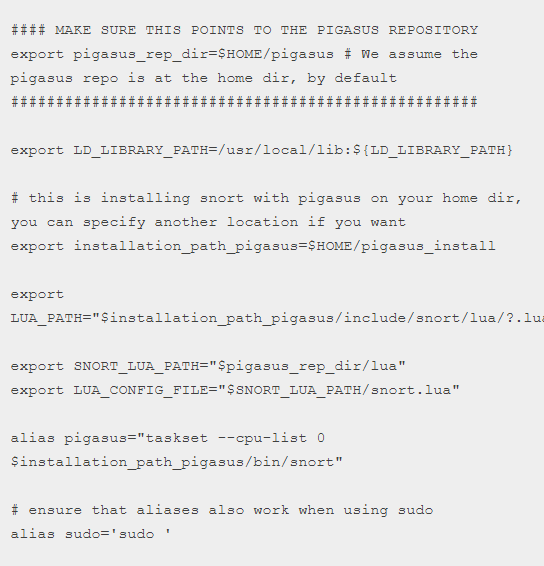 #### MAKE SURE THIS POINTS TO THE PIGASUS REPOSITORY
export pigasus_rep_dir=$HOME/pigasus # We assume the
pigasus repo is at the home dir, by default
####################################################
export LD_LIBRARY_PATH=/usr/local/lib:${LD_LIBRARY_PATH}
# this is installing snort with pigasus on your home dir,
you can specify another location if you want
export installation_path_pigasus=$HOME/pigasus_install
export
LUA_PATH="$installation_path_pigasus/include/snort/lua/?.lua
export SNORT_LUA_PATH="$pigasus_rep_dir/lua"
export LUA_CONFIG_FILE="$SNORT_LUA_PATH/snort.lua"
alias pigasus="taskset --cpu-list 0
$installation_path_pigasus/bin/snort"
# ensure that aliases also work when using sudo
alias sudo='sudo '